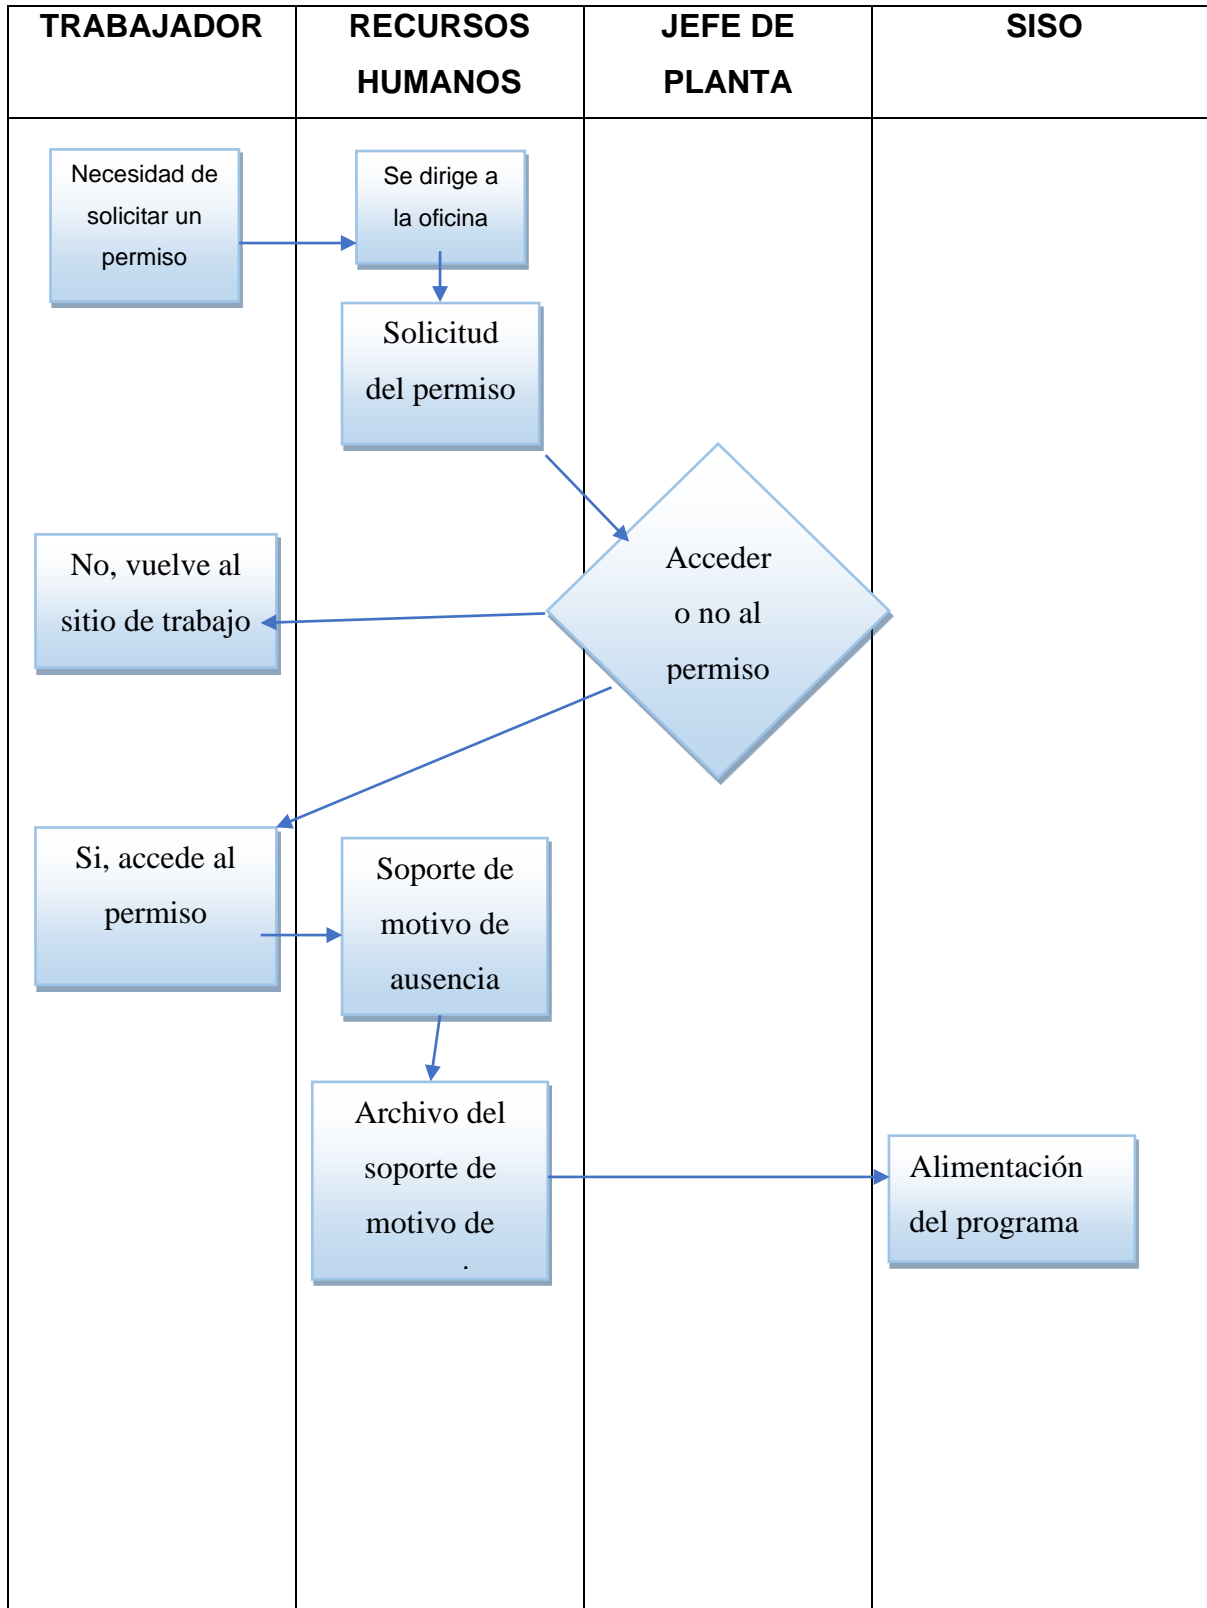 TRABAJADOR
RECURSOS
HUMANOS
JEFE DE
PLANTA
SISO
Necesidad de
solicitar un
permiso
Se dirige a
la oficina
Solicitud
del permiso
Acceder
o no al
permiso
No, vuelve al
sitio de trabajo
Si, accede al
permiso
Soporte de
motivo de
ausencia
Archivo del
soporte de
motivo de
Alimentación
del programa